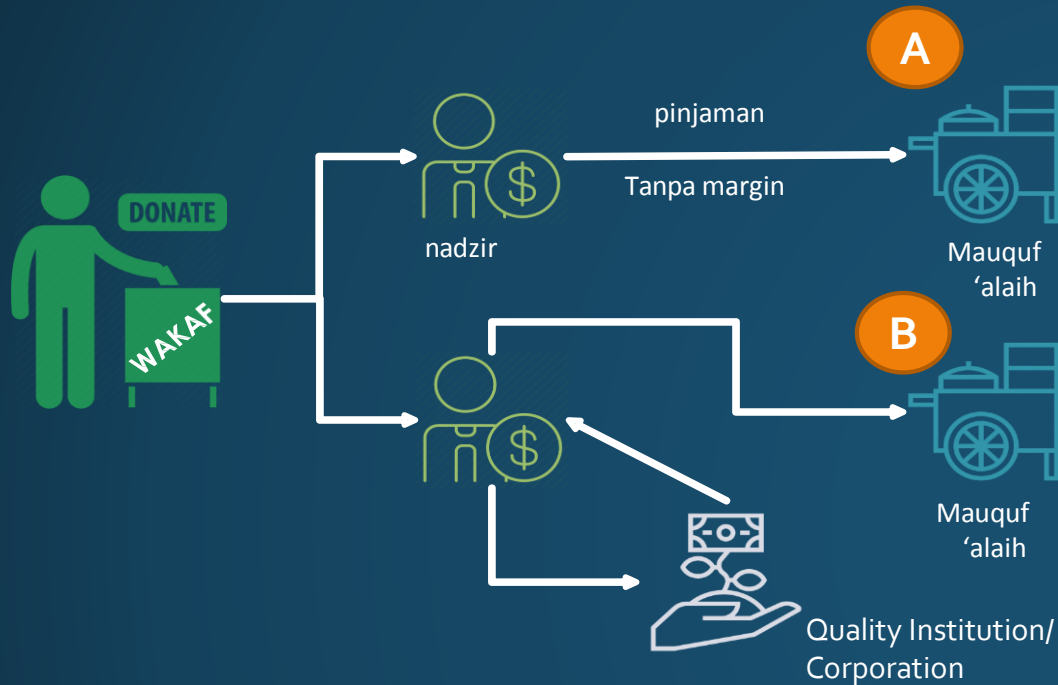 A
pinjaman
DONATE
Tanpa margin
nadzir
Mauquf
‘alaih
WAKAF
B
Mauquf
‘alaih
Quality Institution/
Corporation